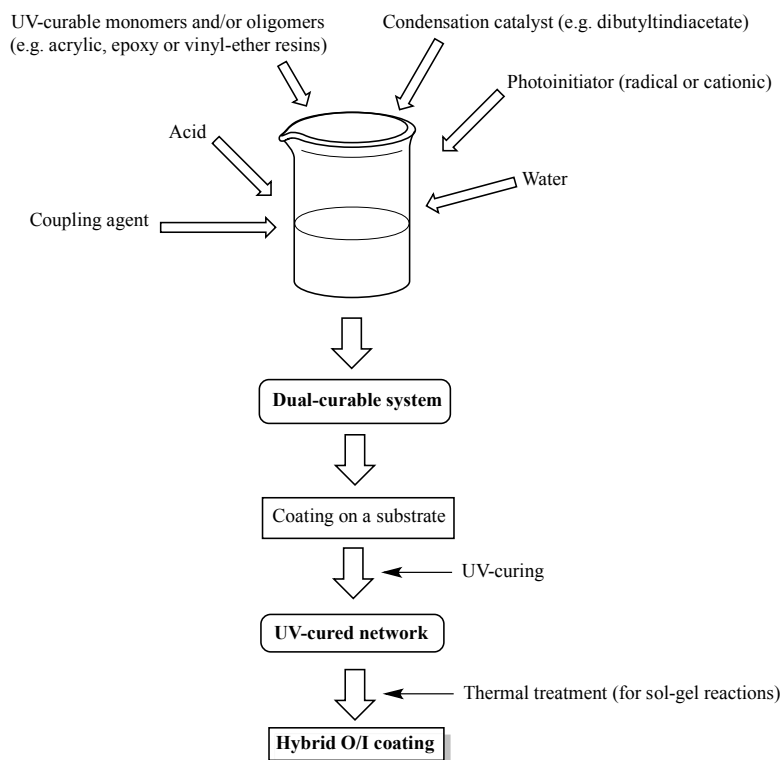 UV-curable monomers and/or oligomers
(e.g. acrylic, epoxy or vinyl-ether resins)
Condensation catalyst (e.g. dibutyltindiacetate)
Photoinitiator (radical or cationic)
Acid
Water
Coupling agent
Dual-curable system
Coating on a substrate
UV-curing
UV-cured network
Thermal treatment (for sol-gel reactions)
Hybrid O/I coating